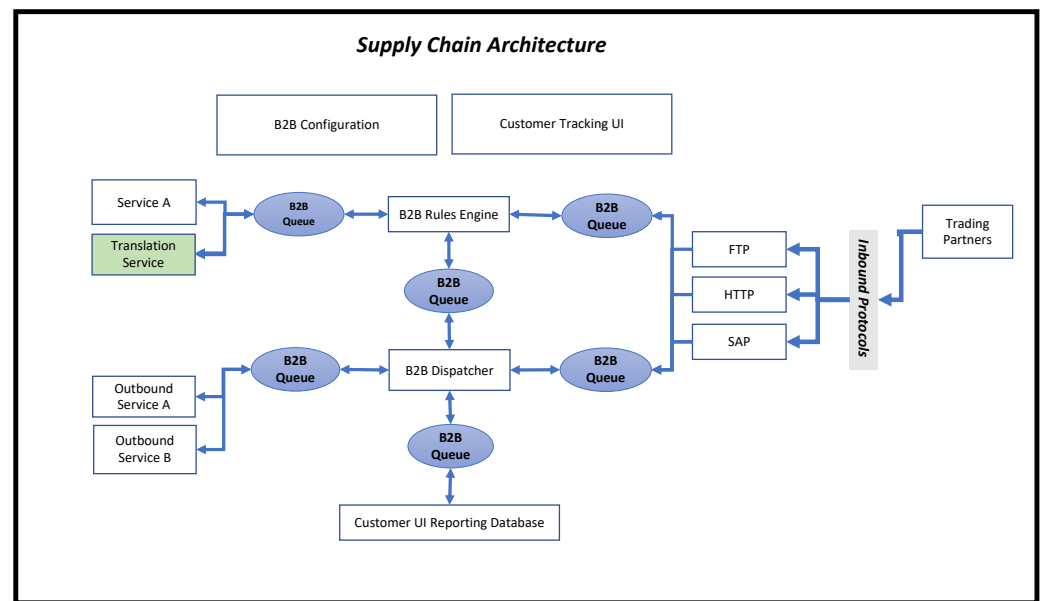 Supply Chain Architecture
B2B Configuration
Customer Tracking UI
Service A
B2B
Queue
B2B Rules Engine
B2B
Queue
Trading
Partners
Translation
Service
FTP
Inbound Protocols
B2B
Queue
HTTP
SAP
B2B
Queue
B2B Dispatcher
B2B
Queue
Outbound
Service A
Outbound
Service B
B2B
Queue
Customer UI Reporting Database